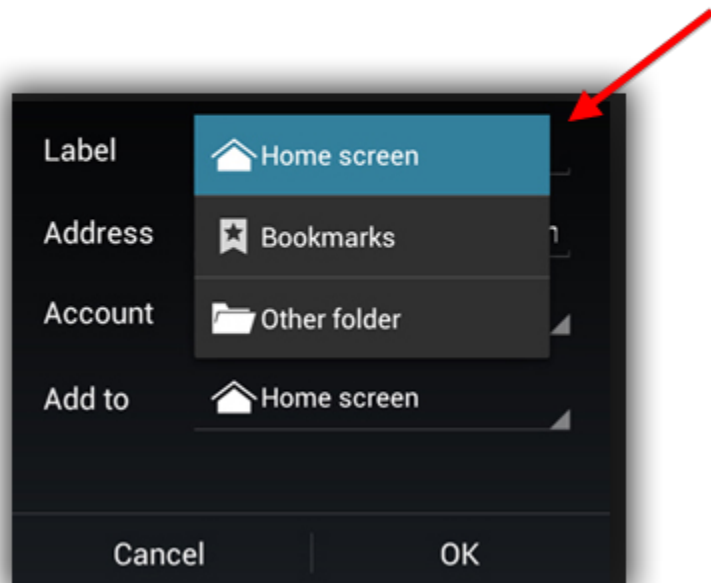 Label
Home screen
Address
Bookmarks
Account
Other folder
Add to
Home screen
Cancel
OK